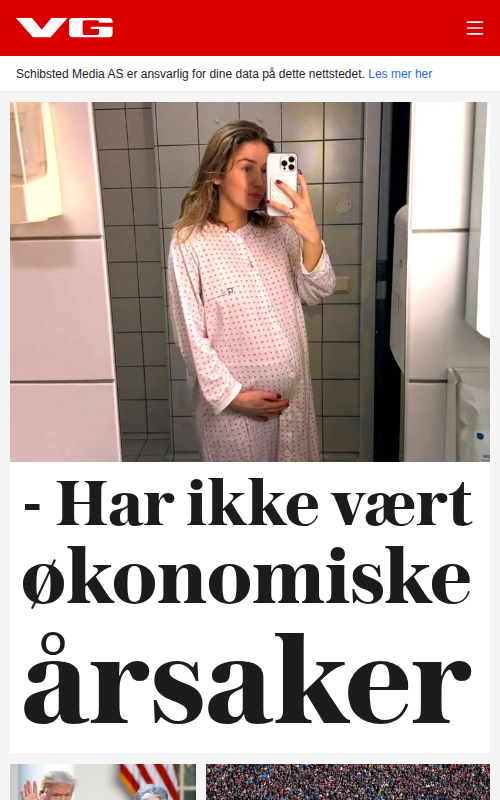 VG
Schibsted Media AS er ansvarlig for dine data på dette nettstedet. Les mer her
- Har ikke vært
økonomiske
årsaker